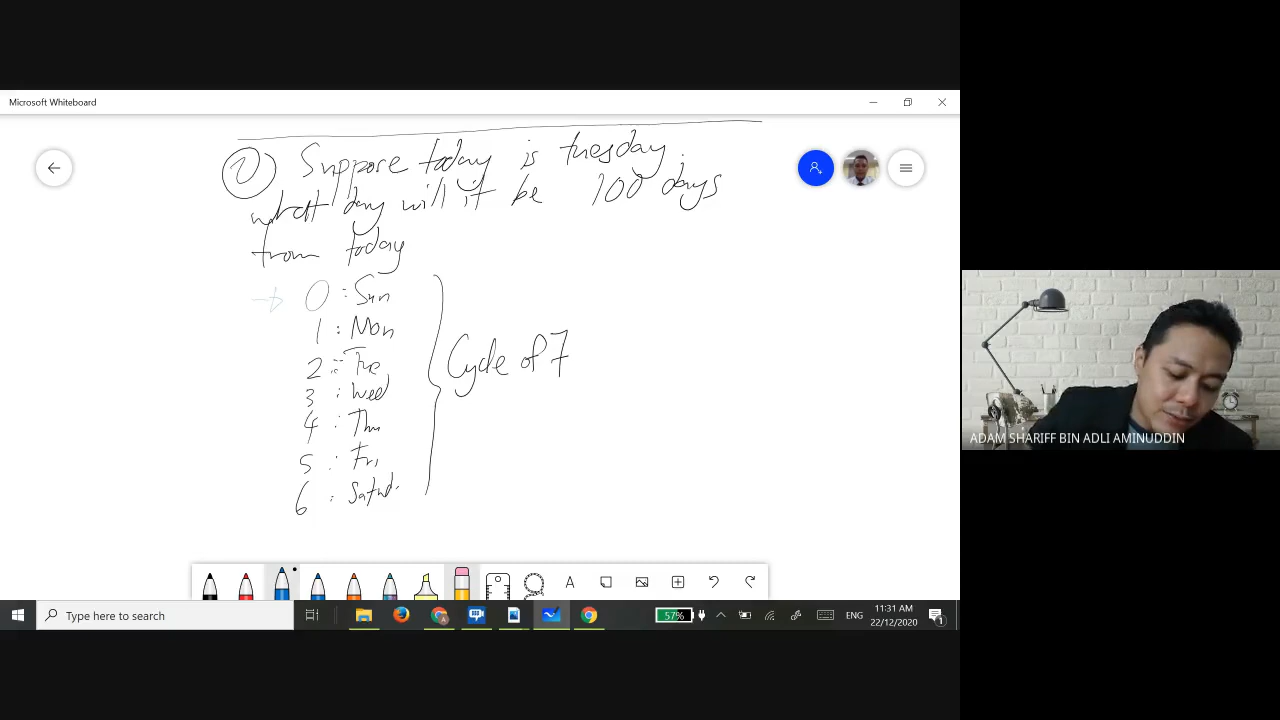 Microsoft Whiteboard
② Suppose today is tuesday.
what day will it be 100 days
from today
→ 0 : Sun
1 : Mon
2 : Tue
3 : Wed
4 : Thu
5 : Fri
6 : Satud.
Cycle of 7
ADAM SHARIFF BIN ADLI AMINUDDIN
A
Type here to search
57%
ENG
11:31 AM
22/12/2020
1